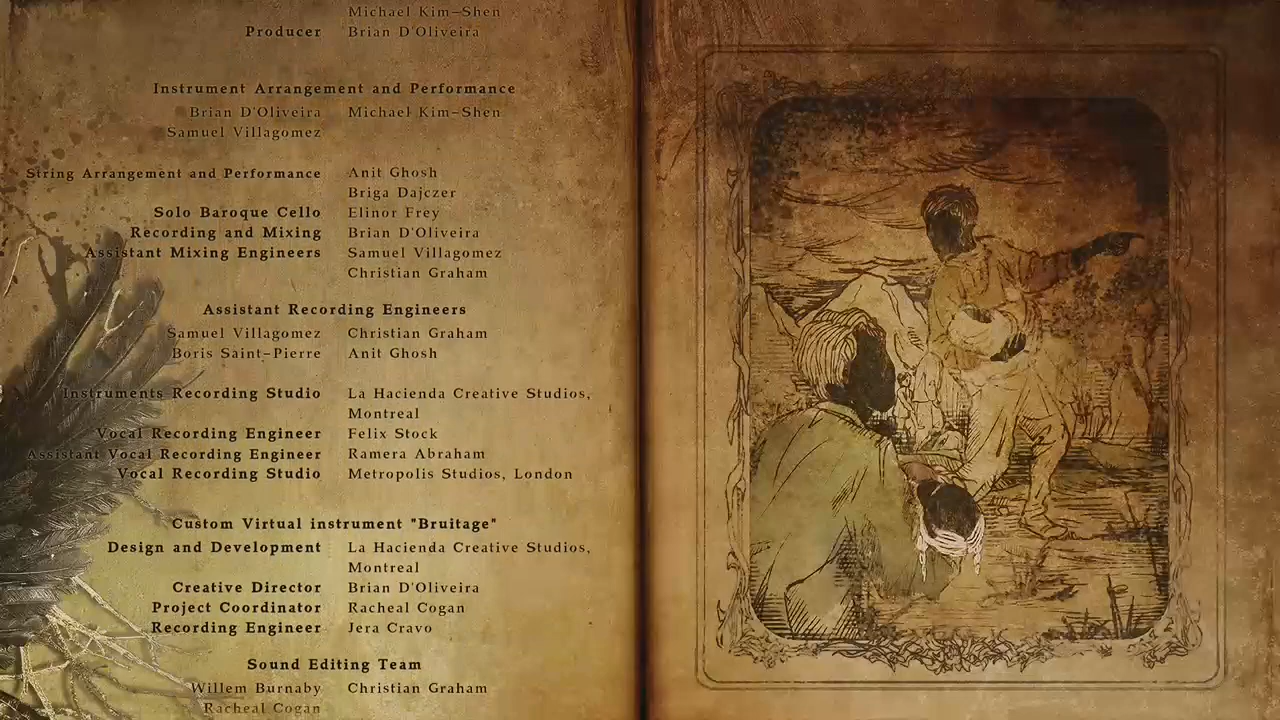 Michael Kim–Shen
Producer Brian D'Oliveira
Instrument Arrangement and Performance
Brian D'Oliveira Michael Kim–Shen
Samuel Villagomez
String Arrangement and Performance Anit Ghosh
Briga Dajczer
Solo Baroque Cello Elinor Frey
Recording and Mixing Brian D'Oliveira
Assistant Mixing Engineers Samuel Villagomez
Christian Graham
Assistant Recording Engineers
Samuel Villagomez Christian Graham
Boris Saint–Pierre Anit Ghosh
Instruments Recording Studio La Hacienda Creative Studios,
Montreal
Vocal Recording Engineer Felix Stock
Assistant Vocal Recording Engineer Ramera Abraham
Vocal Recording Studio Metropolis Studios, London
Custom Virtual instrument "Bruitage"
Design and Development La Hacienda Creative Studios,
Montreal
Creative Director Brian D'Oliveira
Project Coordinator Racheal Cogan
Recording Engineer Jera Cravo
Sound Editing Team
Willem Burnaby Christian Graham
Racheal Cogan